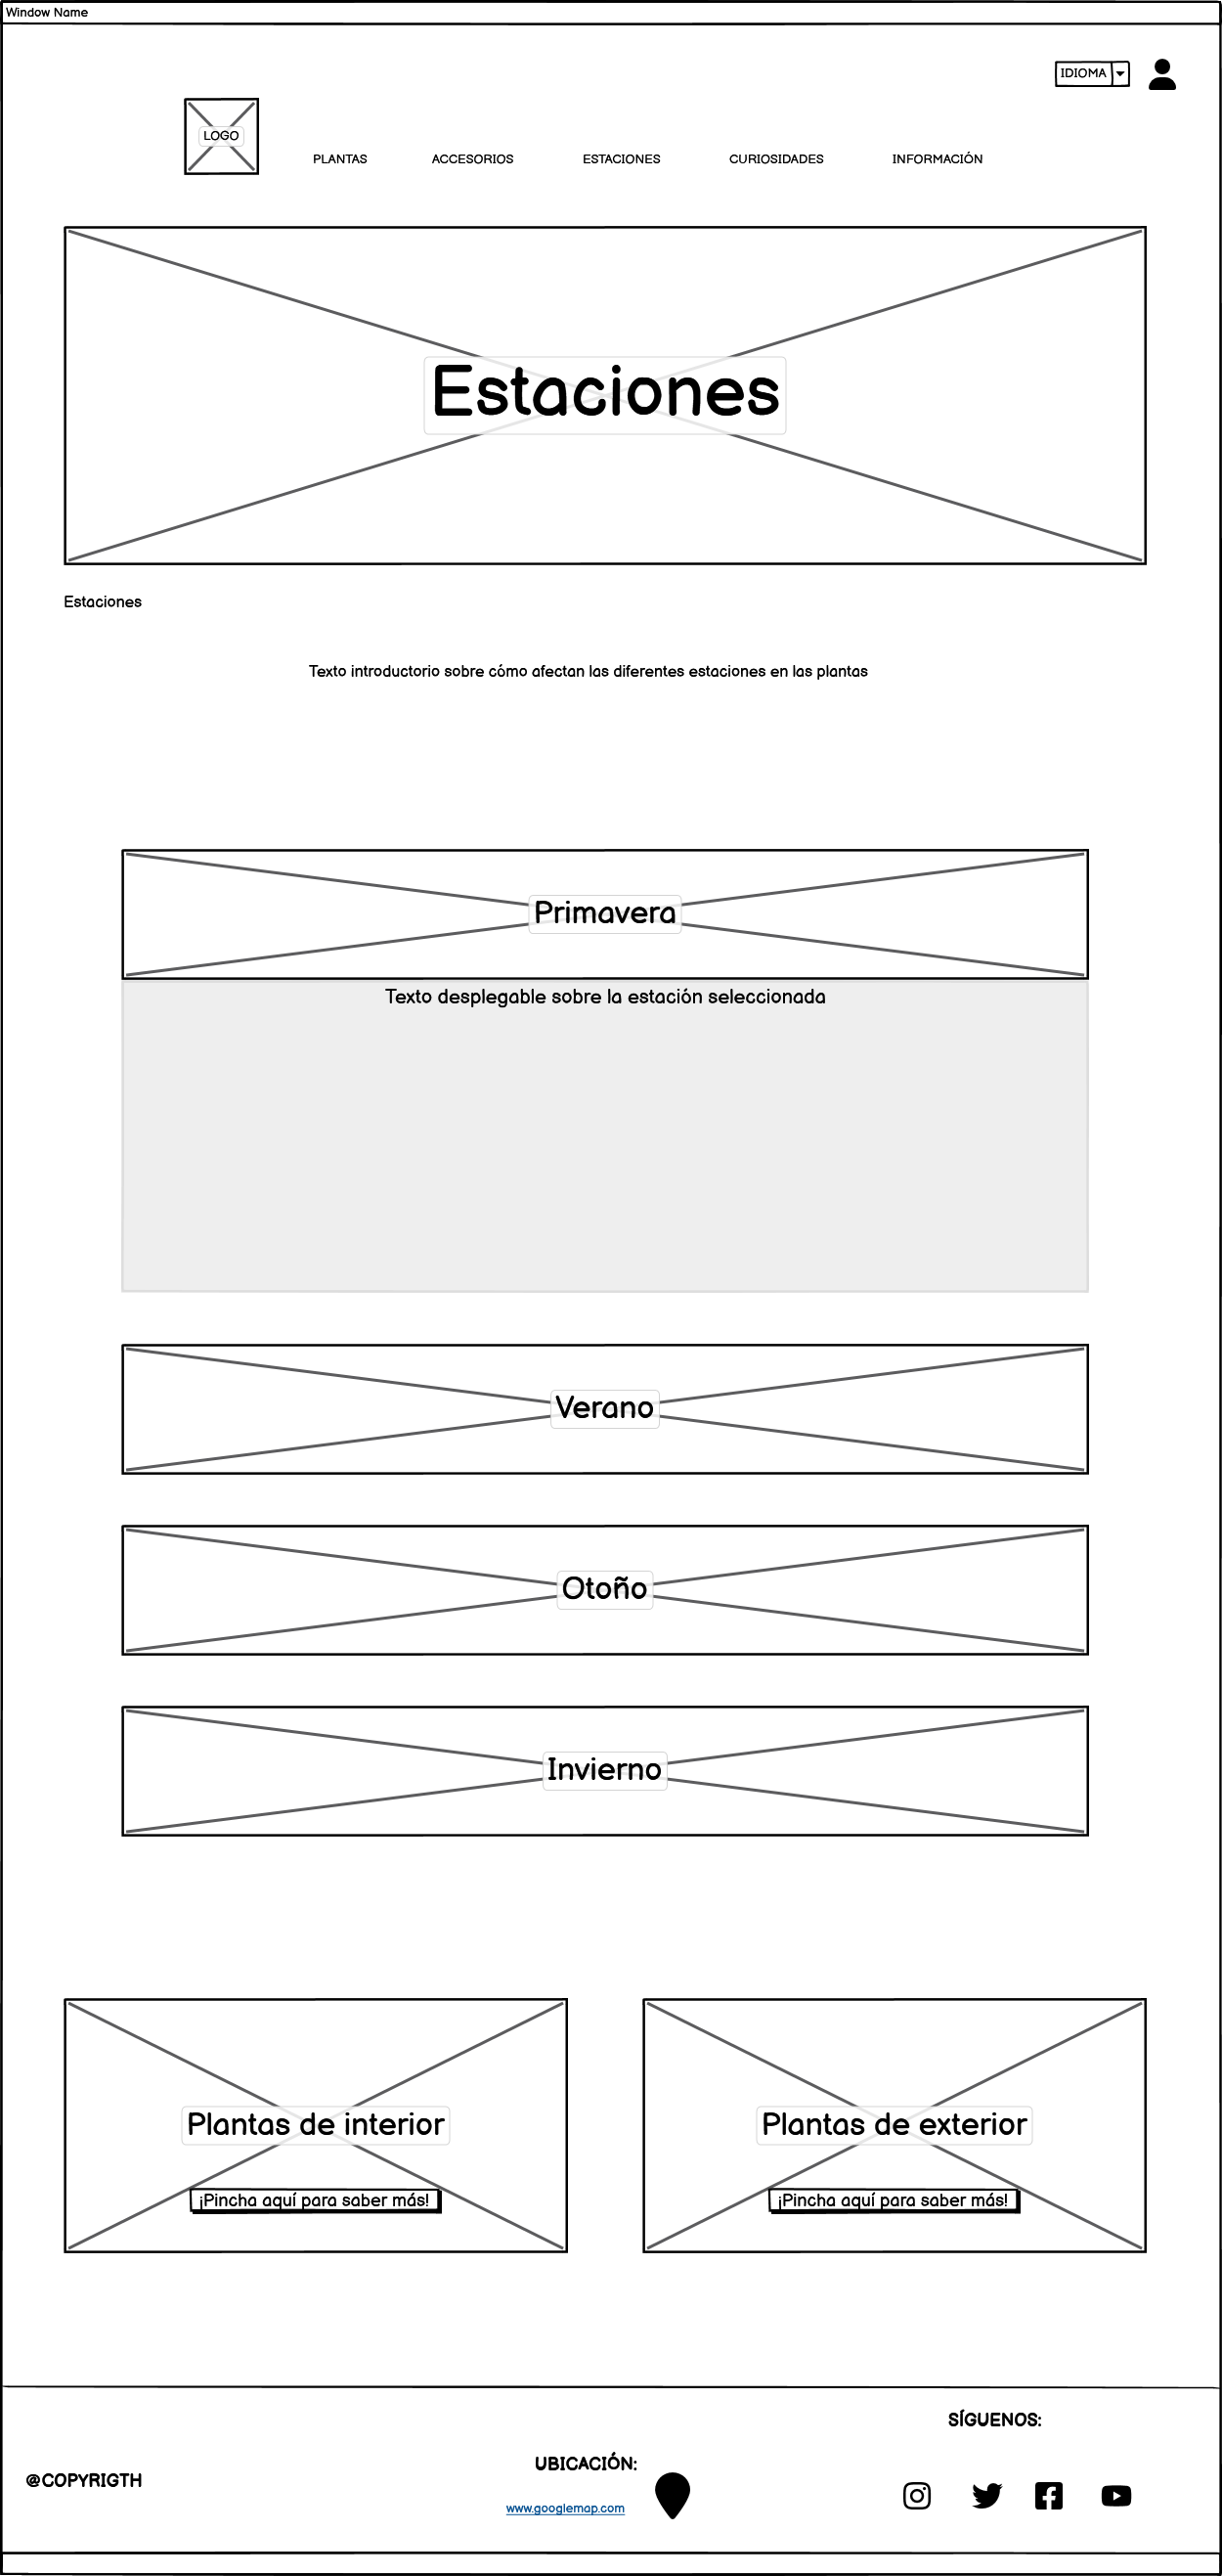 Window Name
IDIOMA
LOGO
PLANTAS ACCESORIOS ESTACIONES CURIOSIDADES INFORMACIÓN
Estaciones
Estaciones
Texto introductorio sobre cómo afectan las diferentes estaciones en las plantas
Primavera
Texto desplegable sobre la estación seleccionada
Verano
Otoño
Invierno
Plantas de interior
¡Pincha aquí para saber más!
Plantas de exterior
¡Pincha aquí para saber más!
@COPYRIGTH
UBICACIÓN:
www.googlemap.com
SÍGUENOS: